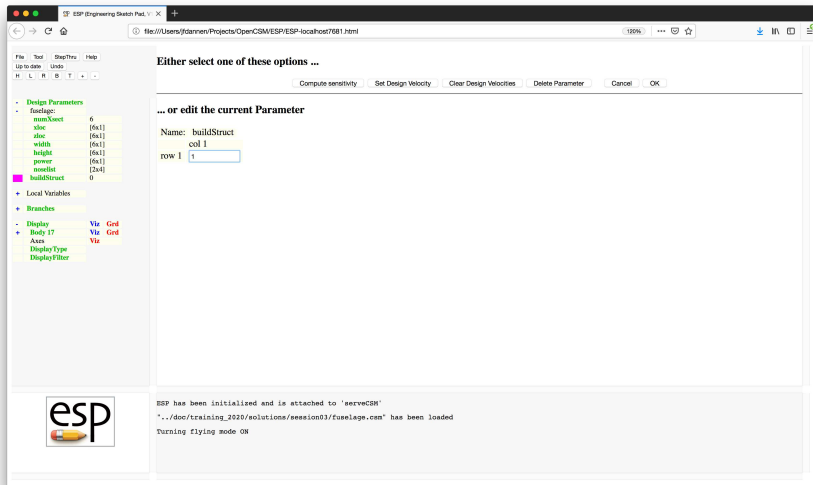 ESP (Engineering Sketch Pad, V
file:///Users/jfdannen/Projects/OpenCSM/ESP/ESP-localhost7681.html
120%
File Tool StepThru Help
Up to date Undo
H L R B T + -
- Design Parameters
- fuselage:
numXsect 6
xloc [6x1]
zloc [6x1]
width [6x1]
height [6x1]
power [6x1]
noselist [2x4]
buildStruct 0
+ Local Variables
+ Branches
- Display Viz Grd
+ Body 17 Viz Grd
Axes Viz
DisplayType
DisplayFilter
Either select one of these options ...
Compute sensitivity Set Design Velocity Clear Design Velocities Delete Parameter Cancel OK
... or edit the current Parameter
Name: buildStruct
col 1
row 1 1
esp
ESP has been initialized and is attached to 'serveCSM'
"../doc/training_2020/solutions/session03/fuselage.csm" has been loaded
Turning flying mode ON